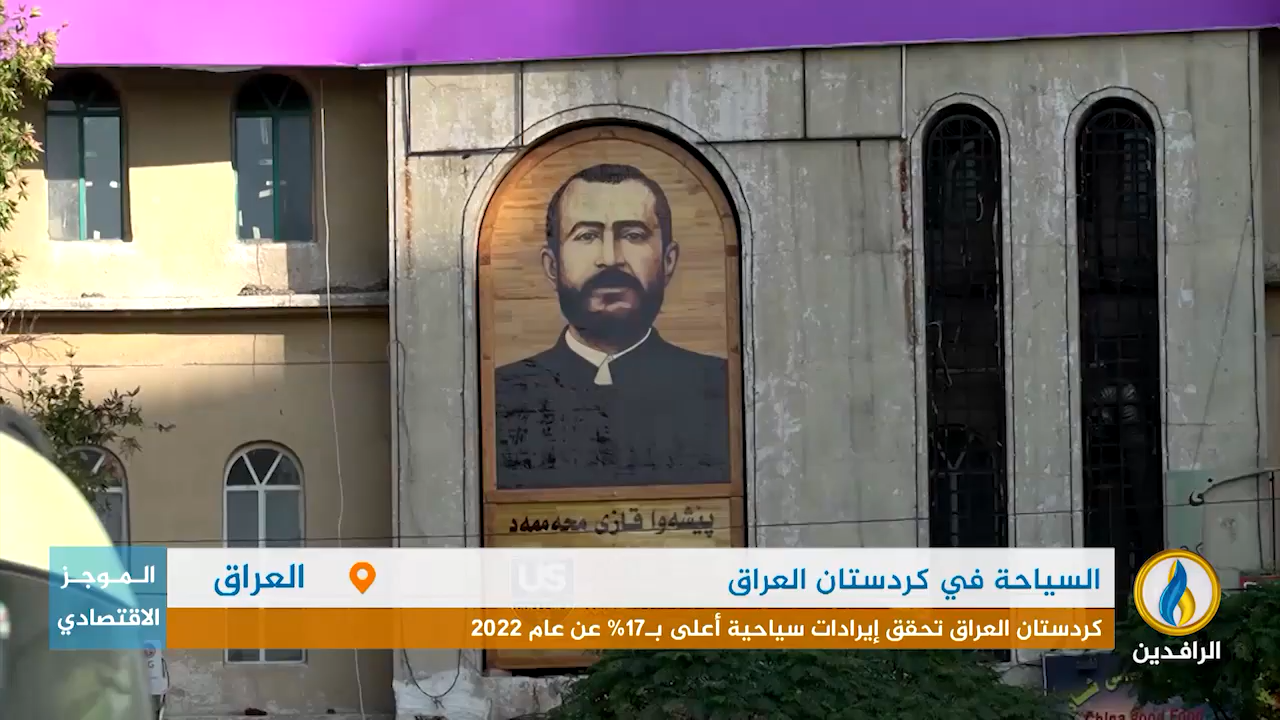 پێشەوا قازی محەممەد
الـموجـز
الاقتصادي
العراق
السياحة في كردستان العراق
كردستان العراق تحقق إيرادات سياحية أعلى بـ17% عن عام 2022
الرافدين